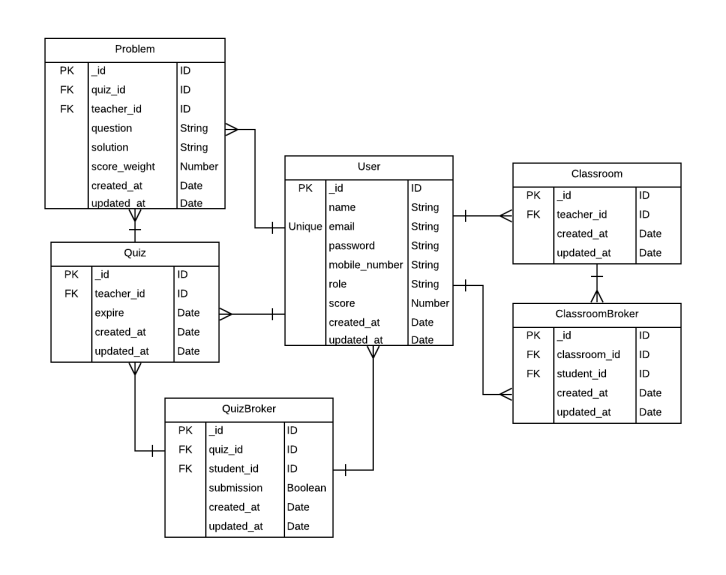 Problem
PK _id ID
FK quiz_id ID
FK teacher_id ID
question String
solution String
score_weight Number
created_at Date
updated_at Date
User
PK _id ID
name String
Unique email String
password String
mobile_number String
role String
score Number
created_at Date
updated_at Date
Classroom
PK _id ID
FK teacher_id ID
created_at Date
updated_at Date
Quiz
PK _id ID
FK teacher_id ID
expire Date
created_at Date
updated_at Date
ClassroomBroker
PK _id ID
FK classroom_id ID
FK student_id ID
created_at Date
updated_at Date
QuizBroker
PK _id ID
FK quiz_id ID
FK student_id ID
submission Boolean
created_at Date
updated_at Date